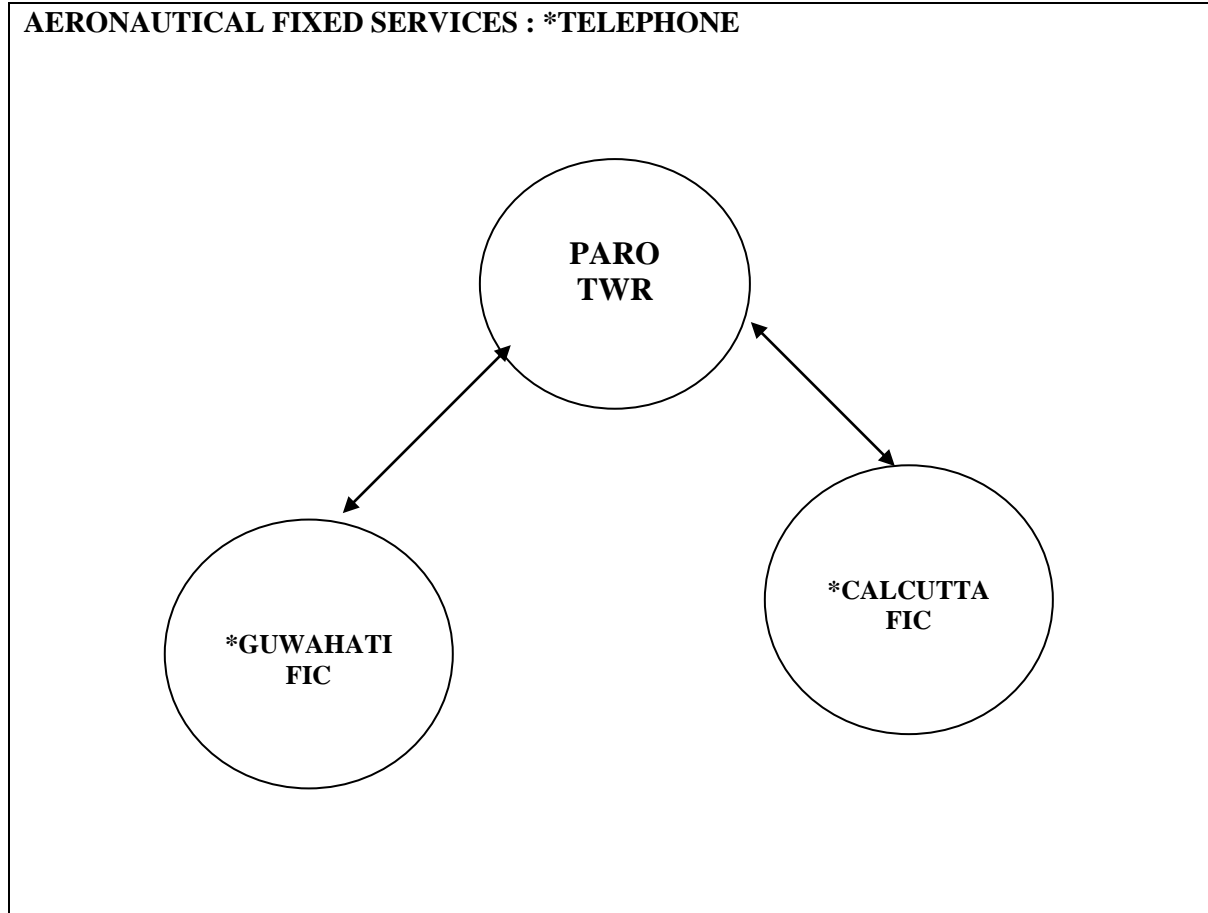 AERONAUTICAL FIXED SERVICES : *TELEPHONE
PARO
TWR
*GUWAHATI
FIC
*CALCUTTA
FIC